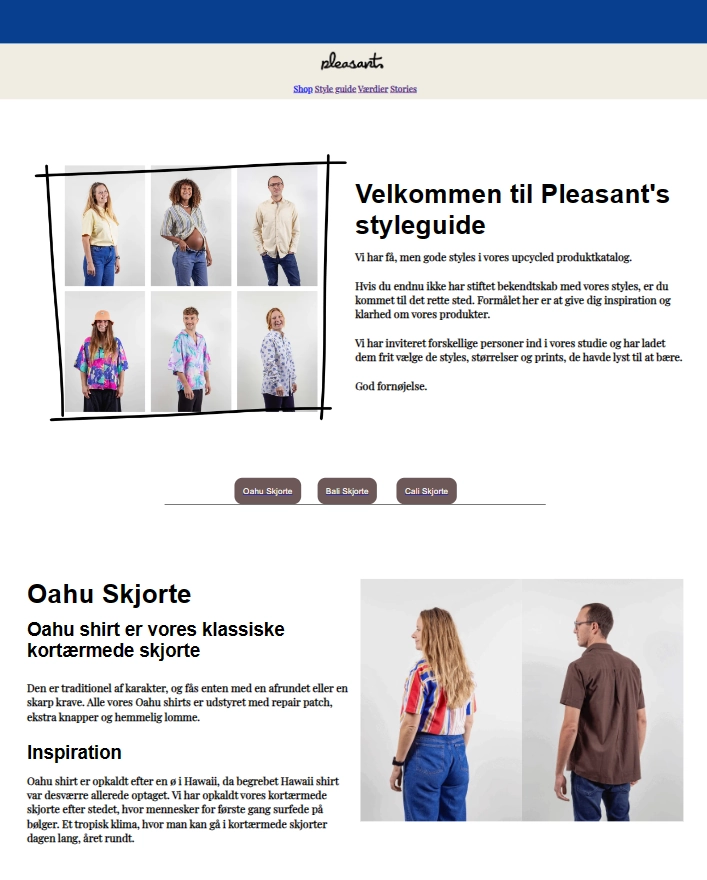 pleasant
Shop Style guide Værdier Stories
Velkommen til Pleasant's
styleguide
Vi har få, men gode styles i vores upcycled produktkatalog.
Hvis du endnu ikke har stiftet bekendtskab med vores styles, er du
kommet til det rette sted. Formålet her er at give dig inspiration og
klarhed om vores produkter.
Vi har inviteret forskellige personer ind i vores studie og har ladet
dem frit vælge de styles, størrelser og prints, de havde lyst til at bære.
God fornøjelse.
Oahu Skjorte Bali Skjorte Cali Skjorte
Oahu Skjorte
Oahu shirt er vores klassiske
kortærmede skjorte
Den er traditionel af karakter, og fås enten med en afrundet eller en
skarp krave. Alle vores Oahu shirts er udstyret med repair patch,
ekstra knapper og hemmelig lomme.
Inspiration
Oahu shirt er opkaldt efter en ø i Hawaii, da begrebet Hawaii shirt
var desværre allerede optaget. Vi har opkaldt vores kortærmede
skjorte efter stedet, hvor mennesker for første gang surfede på
bølger. Et tropisk klima, hvor man kan gå i kortærmede skjorter
dagen lang, året rundt.